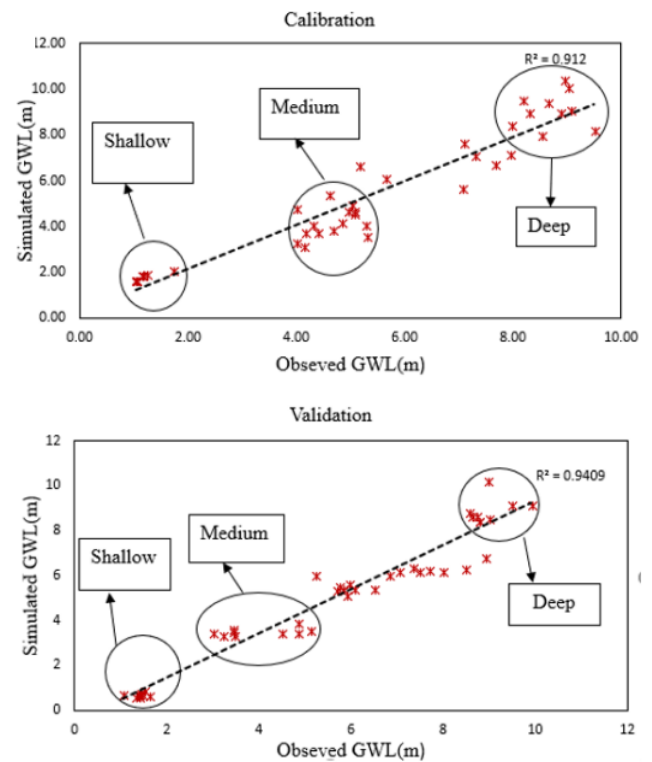 Calibration
12.00
10.00
8.00
6.00
4.00
2.00
0.00
Simulated GWL(m)
R² = 0.912
Shallow
Medium
Deep
0.00 2.00 4.00 6.00 8.00 10.00
Obseved GWL(m)
Validation
12
10
8
6
4
2
0
Simulated GWL(m)
R² = 0.9409
Medium
Shallow
Deep
0 2 4 6 8 10 12
Obseved GWL(m)